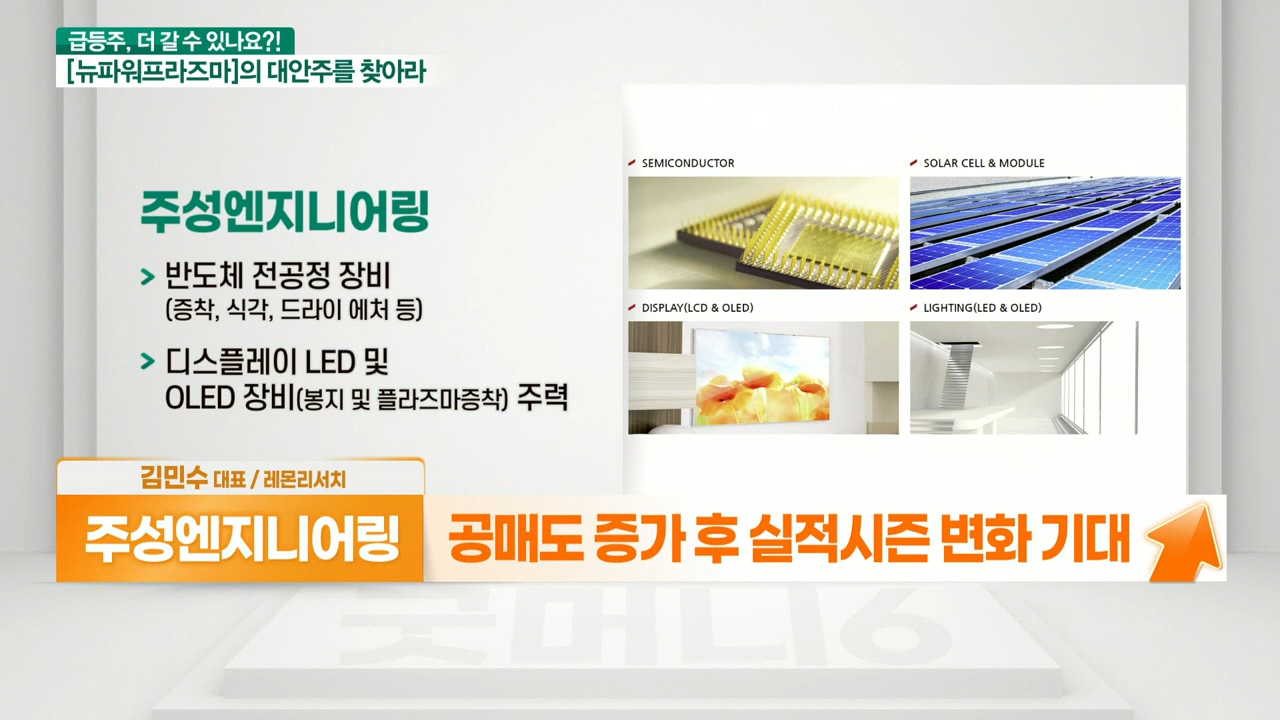 급등주, 더 갈 수 있나요?!
[뉴파워프라즈마]의 대안주를 찾아라
주성엔지니어링
> 반도체 전공정 장비
(증착, 식각, 드라이 에처 등)
> 디스플레이 LED 및
OLED 장비(봉지 및 플라즈마증착) 주력
SEMICONDUCTOR
SOLAR CELL & MODULE
DISPLAY(LCD & OLED)
LIGHTING(LED & OLED)
김민수 대표 / 레몬리서치
주성엔지니어링
공매도 증가 후 실적시즌 변화 기대
굿머니6